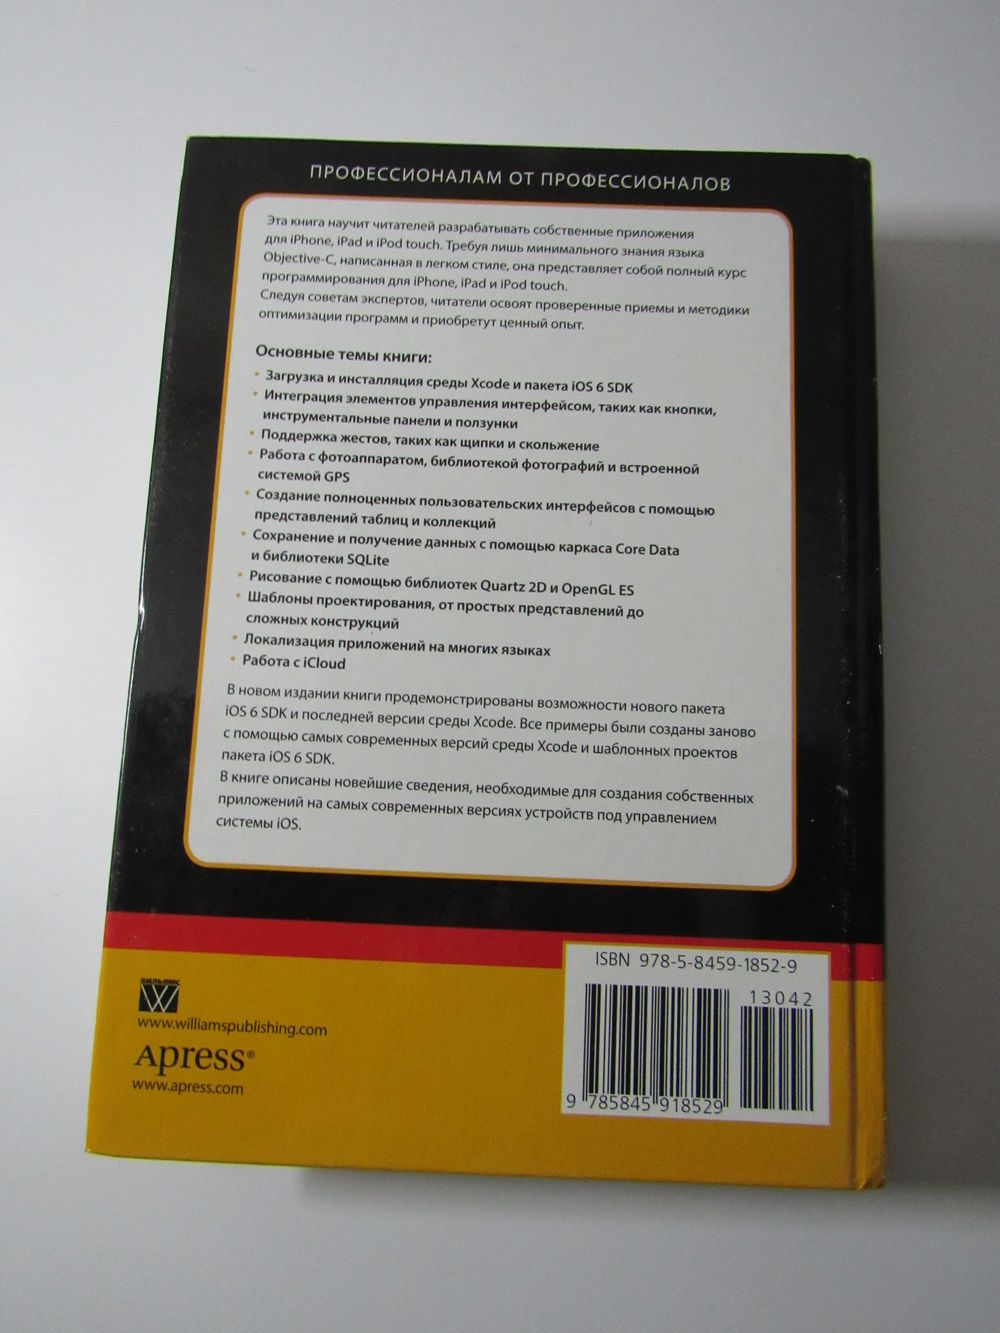 ПРОФЕССИОНАЛАМ ОТ ПРОФЕССИОНАЛОВ
Эта книга научит читателей разрабатывать собственные приложения
для iPhone, iPad и iPod touch. Требуя лишь минимального знания языка
Objective-C, написанная в легком стиле, она представляет собой полный курс
программирования для iPhone, iPad и iPod touch.
Следуя советам экспертов, читатели освоят проверенные приемы и методики
оптимизации программ и приобретут ценный опыт.
Основные темы книги:
• Загрузка и инсталляция среды Xcode и пакета iOS 6 SDK
• Интеграция элементов управления интерфейсом, таких как кнопки,
инструментальные панели и ползунки
• Поддержка жестов, таких как щипки и скольжение
• Работа с фотоаппаратом, библиотекой фотографий и встроенной
системой GPS
• Создание полноценных пользовательских интерфейсов с помощью
представлений таблиц и коллекций
• Сохранение и получение данных с помощью каркаса Core Data
и библиотеки SQLite
• Рисование с помощью библиотек Quartz 2D и OpenGL ES
• Шаблоны проектирования, от простых представлений до
сложных конструкций
• Локализация приложений на многих языках
• Работа с iCloud
В новом издании книги продемонстрированы возможности нового пакета
iOS 6 SDK и последней версии среды Xcode. Все примеры были созданы заново
с помощью самых современных версий среды Xcode и шаблонных проектов
пакета iOS 6 SDK.
В книге описаны новейшие сведения, необходимые для создания собственных
приложений на самых современных версиях устройств под управлением
системы iOS.
ВИЛЬЯМС
W
www.williamspublishing.com
Apress®
www.apress.com
ISBN 978-5-8459-1852-9
13042
9 785845 918529